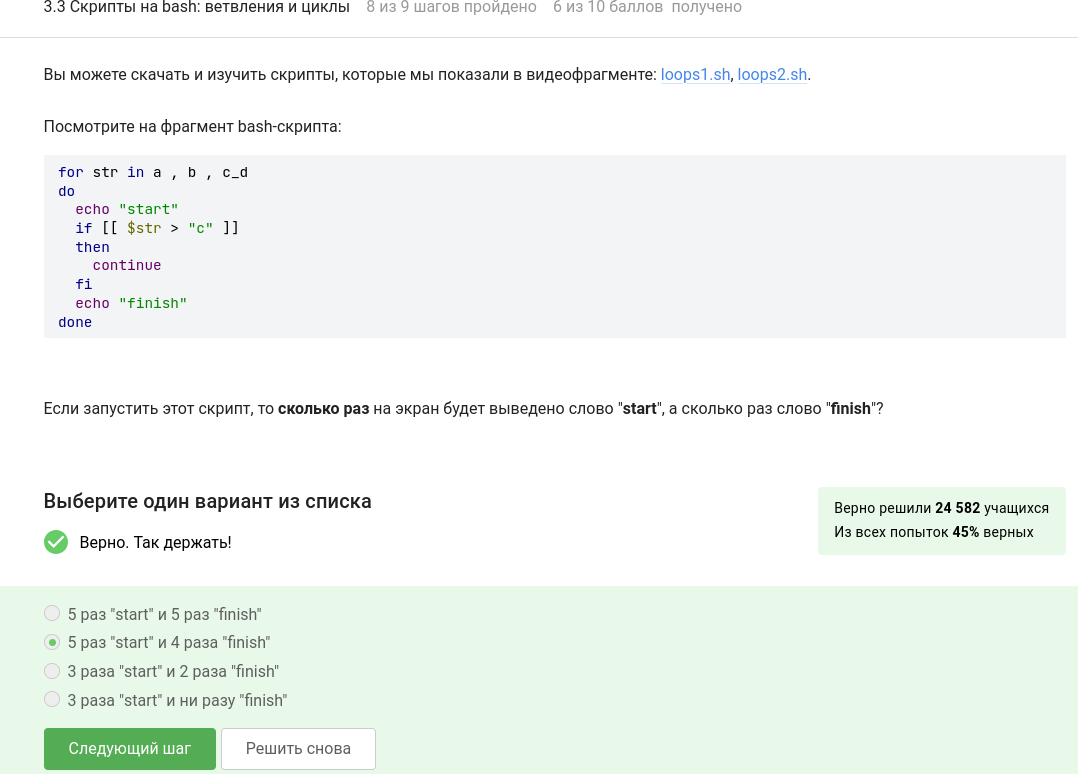 3.3 Скрипты на bash: ветвления и циклы 8 из 9 шагов пройдено 6 из 10 баллов получено
Вы можете скачать и изучить скрипты, которые мы показали в видеофрагменте: loops1.sh, loops2.sh.
Посмотрите на фрагмент bash-скрипта:
for str in a , b , c_d
do
  echo "start"
  if [[ $str > "c" ]]
  then
    continue
  fi
  echo "finish"
done
Если запустить этот скрипт, то сколько раз на экран будет выведено слово "start", а сколько раз слово "finish"?
Выберите один вариант из списка
Верно. Так держать!
Верно решили 24 582 учащихся
Из всех попыток 45% верных
5 раз "start" и 5 раз "finish"
5 раз "start" и 4 раза "finish"
3 раза "start" и 2 раза "finish"
3 раза "start" и ни разу "finish"
Следующий шаг Решить снова